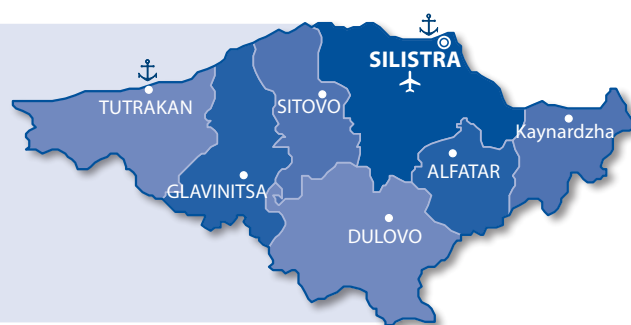 SILISTRA
TUTRAKAN
SITOVO
Kaynardzha
ALFATAR
GLAVINITSA
DULOVO